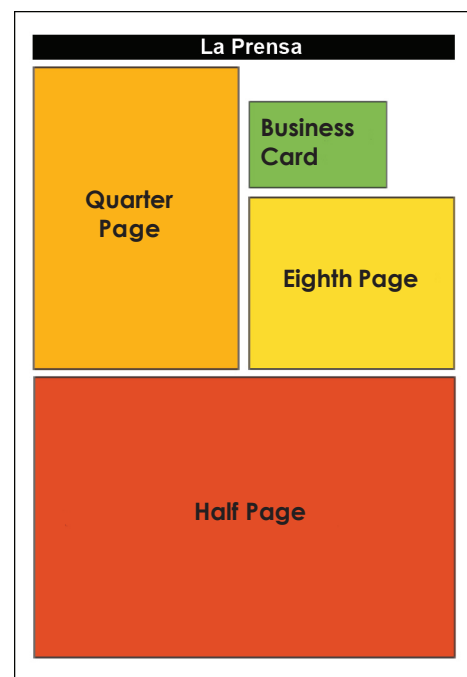 La Prensa
Quarter
Page
Business
Card
Eighth Page
Half Page